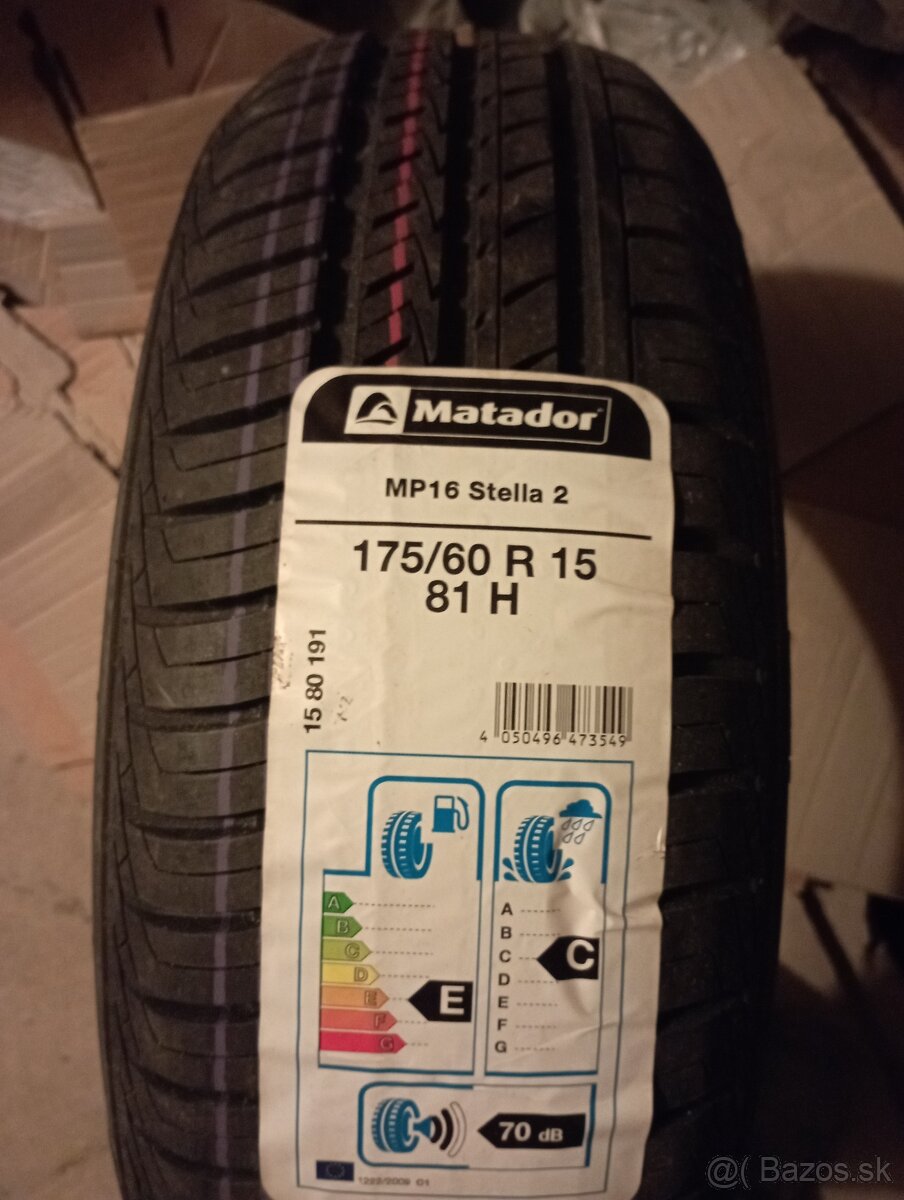 Matador
MP16 Stella 2
175/60 R 15
81 H
15 80 191
4 050496 473549
A
B
C
D
E
F
G
E
A
B
C
D
E
F
G
C
70 dB
1222/2009 C1
@( Bazos.sk